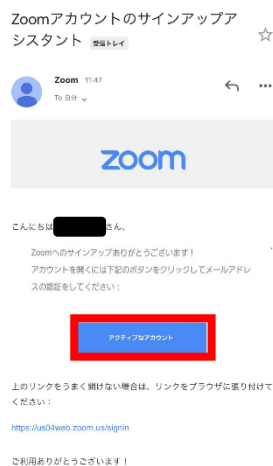 Zoomアカウントのサインアップア
シスタント 受信トレイ
Zoom 11:47
To 自分
zoom
こんにちは さん、
Zoomへのサインアップありがとうございます！
アカウントを開くには下記のボタンをクリックしてメールアドレ
スの認証をしてください：
アクティブなアカウント
上のリンクをうまく開けない場合は、リンクをブラウザに張り付けて
ください：
https://us04web.zoom.us/signin
ご利用ありがとうございます！